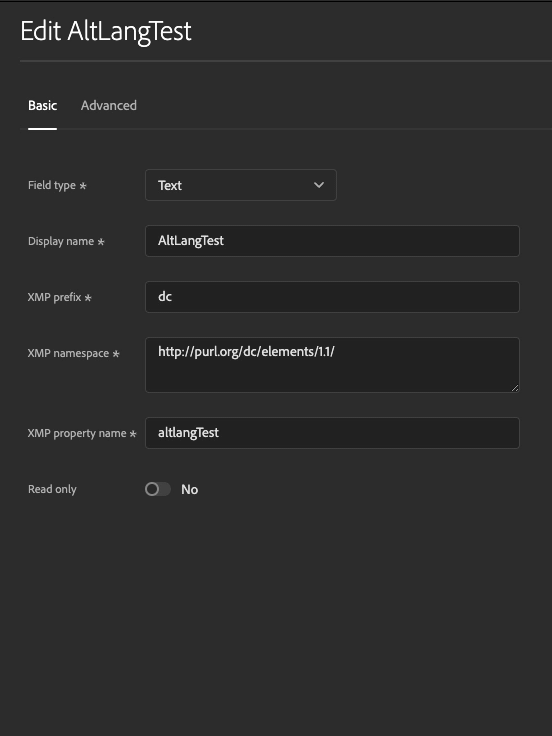 Edit AltLangTest
Basic Advanced
Field type * Text
Display name * AltLangTest
XMP prefix * dc
XMP namespace * http://purl.org/dc/elements/1.1/
XMP property name * altlangTest
Read only No